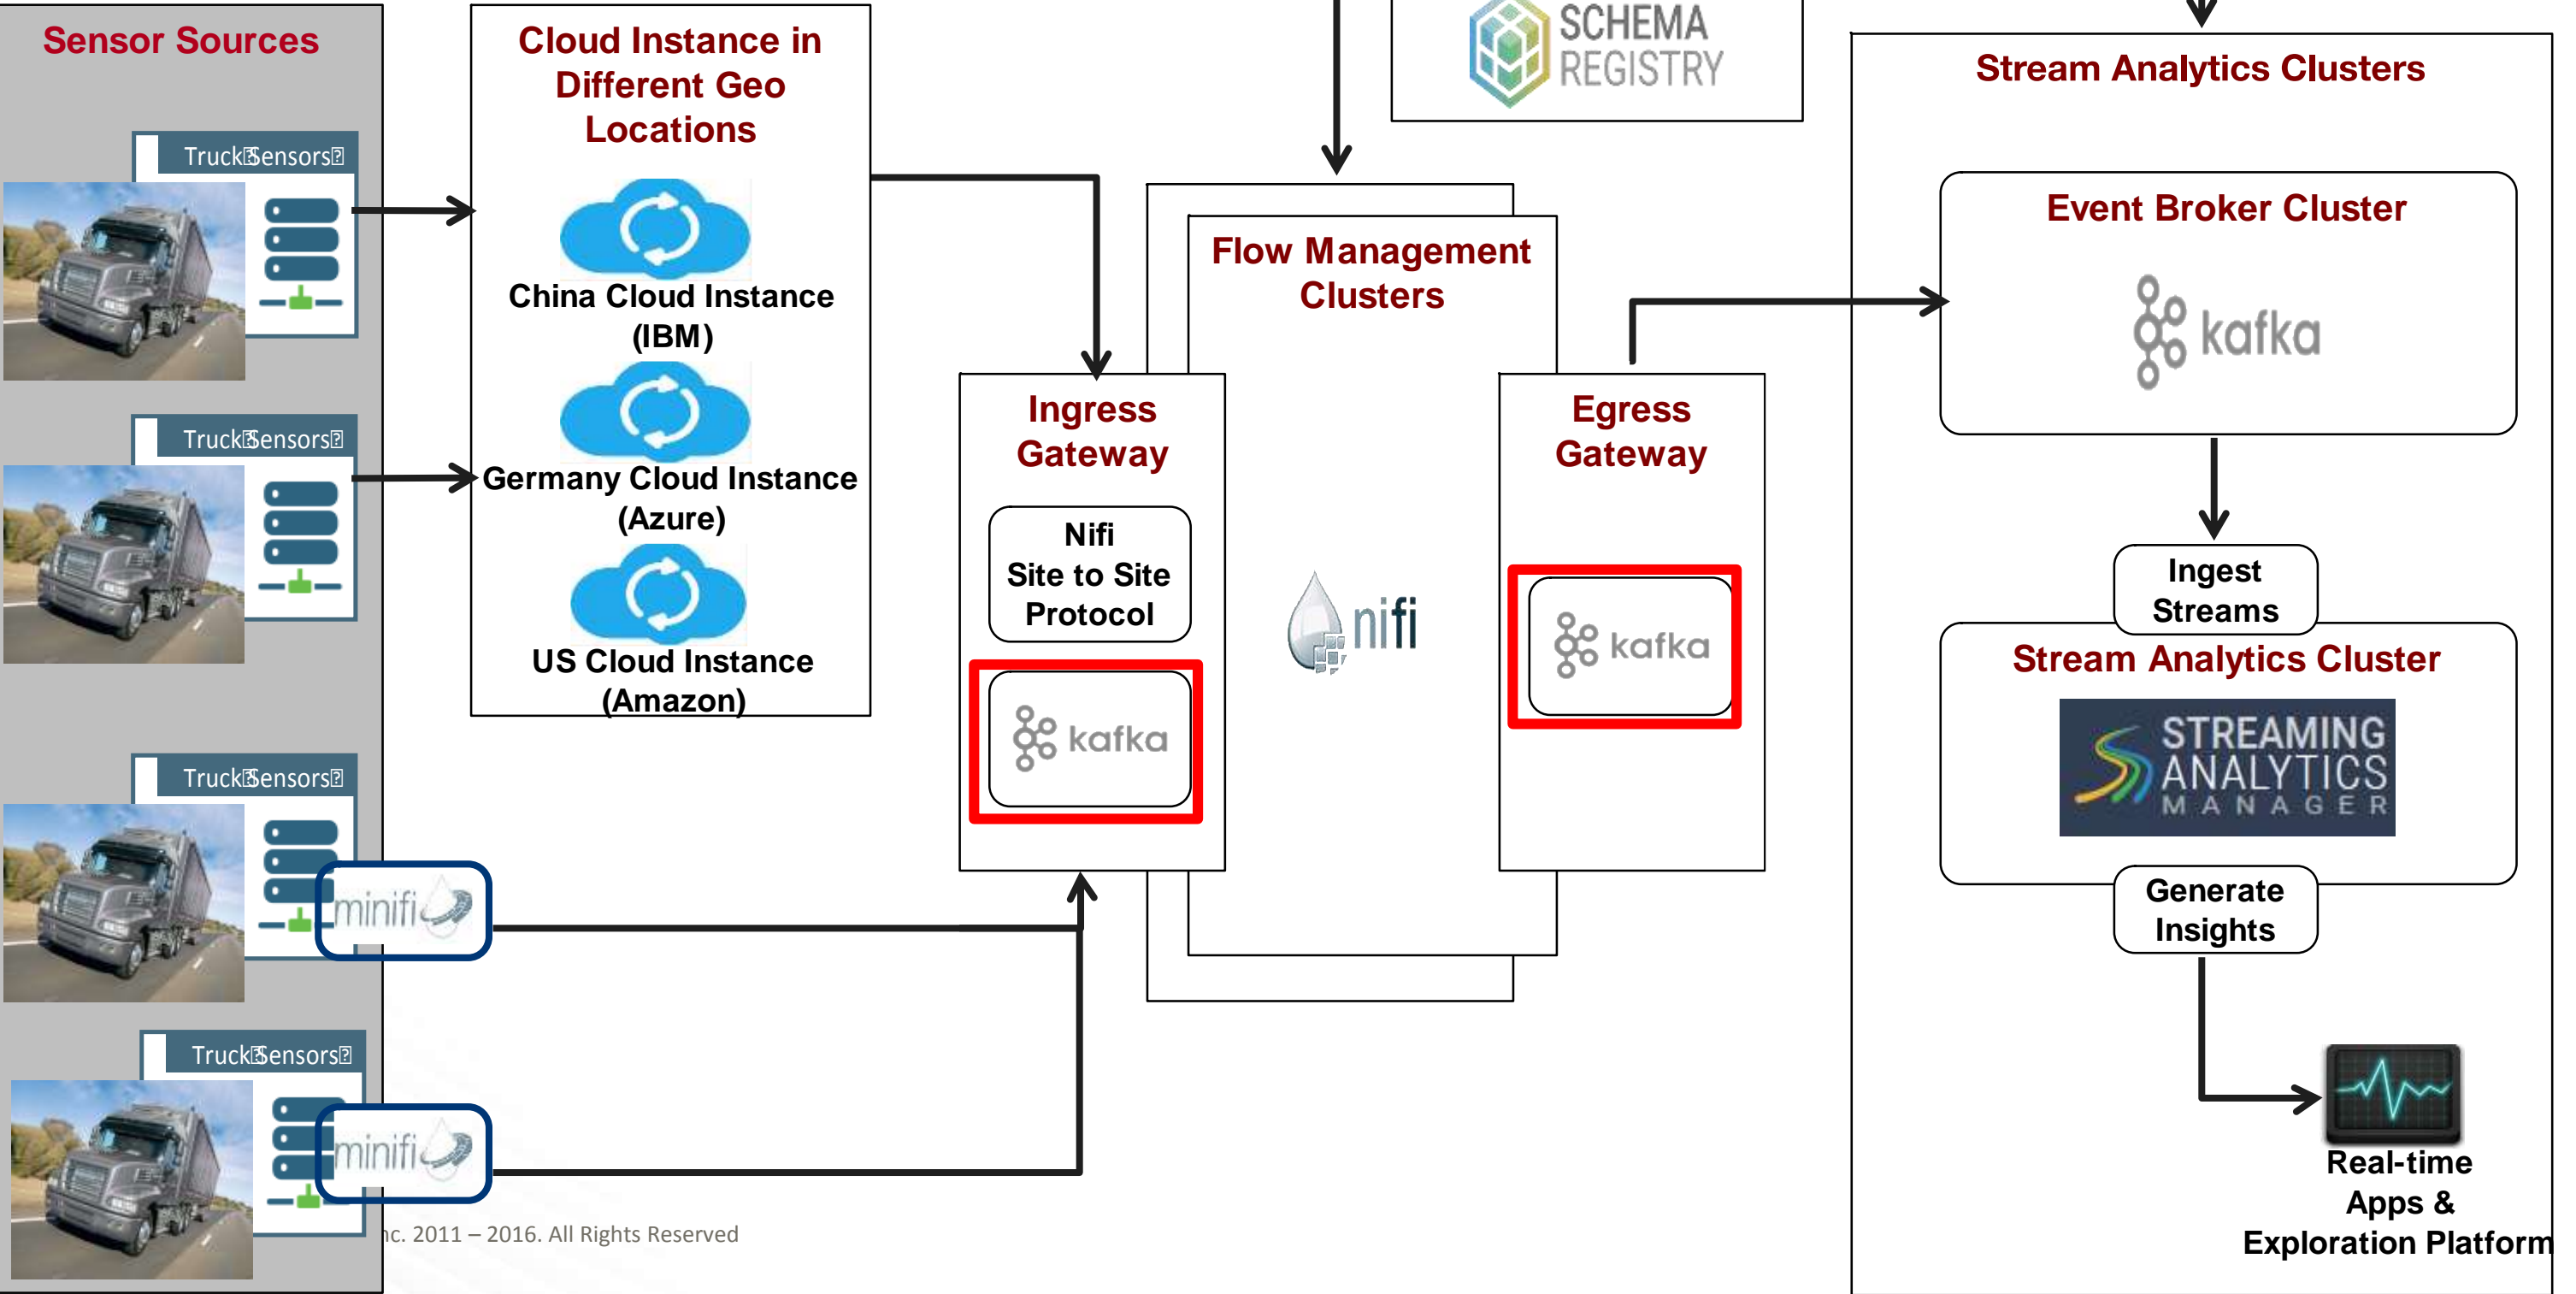 Sensor Sources
Truck Sensors
Truck Sensors
Truck Sensors
minifi
Truck Sensors
minifi
Cloud Instance in
Different Geo
Locations
China Cloud Instance
(IBM)
Germany Cloud Instance
(Azure)
US Cloud Instance
(Amazon)
SCHEMA
REGISTRY
Flow Management
Clusters
Ingress
Gateway
Nifi
Site to Site
Protocol
kafka
nifi
Egress
Gateway
kafka
Stream Analytics Clusters
Event Broker Cluster
kafka
Ingest
Streams
Stream Analytics Cluster
STREAMING
ANALYTICS
MANAGER
Generate
Insights
Real-time
Apps &
Exploration Platform
nc. 2011 – 2016. All Rights Reserved